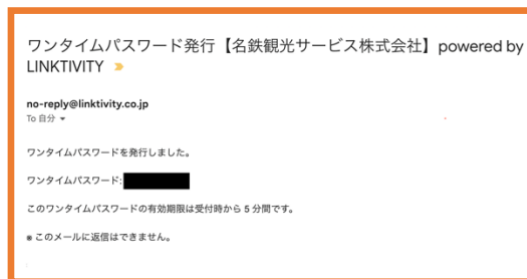 ワンタイムパスワード発行【名鉄観光サービス株式会社】powered by
LINKTIVITY
no-reply@linktivity.co.jp
To 自分
ワンタイムパスワードを発行しました。
ワンタイムパスワード:
このワンタイムパスワードの有効期限は受付時から 5 分間です。
※ このメールに返信はできません。